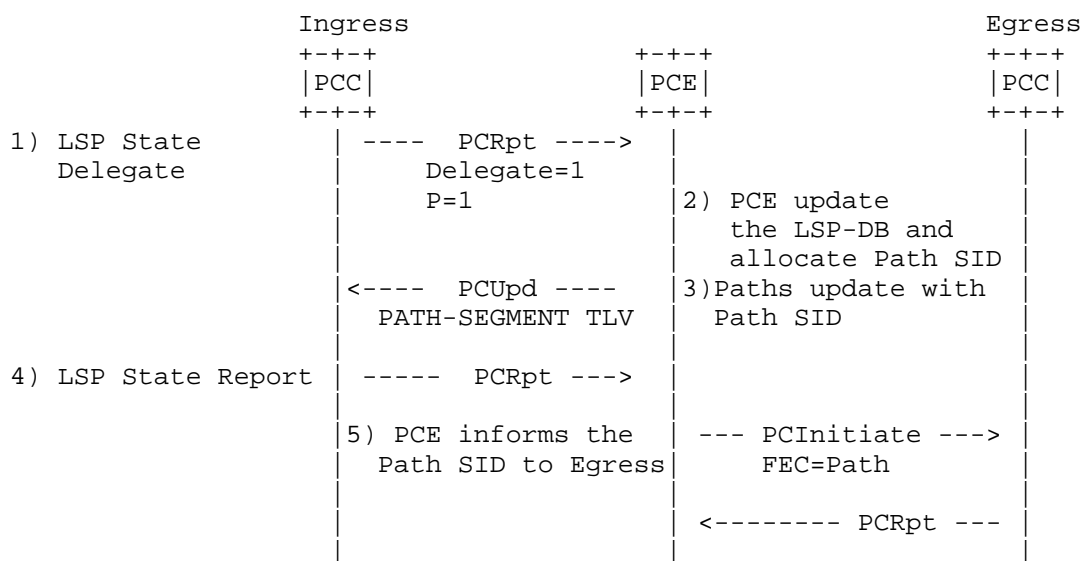 Ingress                                  Egress
                    +-+-+                 +-+-+              +-+-+
                    |PCC|                 |PCE|              |PCC|
                    +-+-+                 +-+-+              +-+-+
1) LSP State          | ----  PCRpt ---->   |                  |
   Delegate           |     Delegate=1      |                  |
                      |     P=1             |2) PCE update     |
                      |                     |   the LSP-DB and |
                      |                     |   allocate Path SID |
                      |<----  PCUpd  ----   |3)Paths update with |
                      |  PATH-SEGMENT TLV   |  Path SID        |
                      |                     |                  |
4) LSP State Report   | -----  PCRpt --->   |                  |
                      |                     |                  |
                      |5) PCE informs the   | --- PCInitiate --->|
                      |  Path SID to Egress |     FEC=Path     |
                      |                     |                  |
                      |                     | <-------- PCRpt --- |
                      |                     |                  |